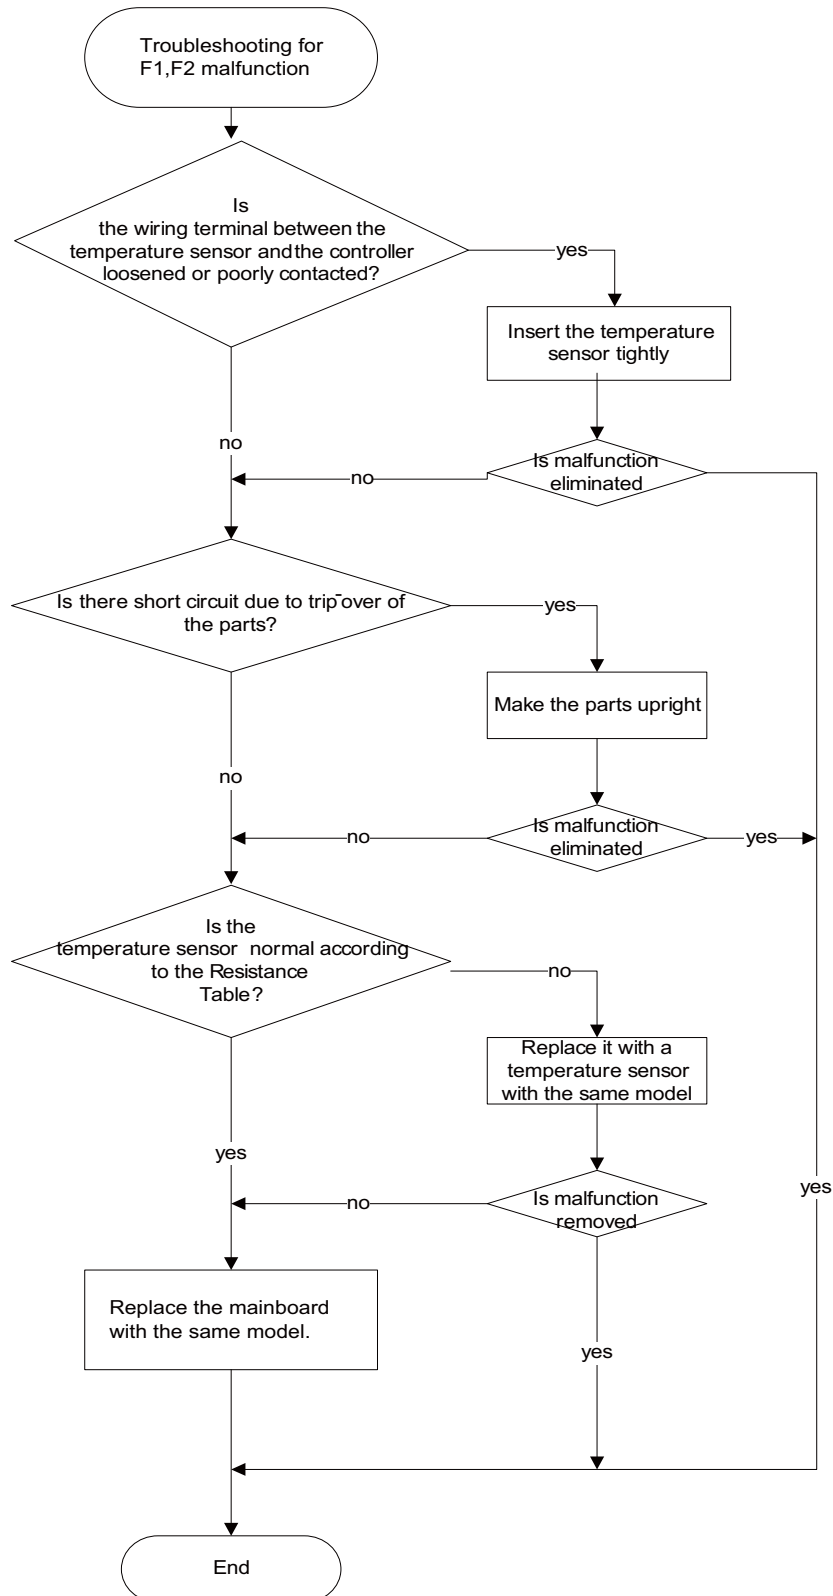 Troubleshooting for
F1,F2 malfunction
Is
the wiring terminal between the
temperature sensor and the controller
loosened or poorly contacted?
yes
Insert the temperature
sensor tightly
no
Is malfunction
eliminated
no
Is there short circuit due to trip-over of
the parts?
yes
Make the parts upright
no
Is malfunction
eliminated
no
yes
Is the
temperature sensor normal according
to the Resistance
Table?
no
Replace it with a
temperature sensor
with the same model
yes
Is malfunction
removed
no
yes
Replace the mainboard
with the same model.
yes
End